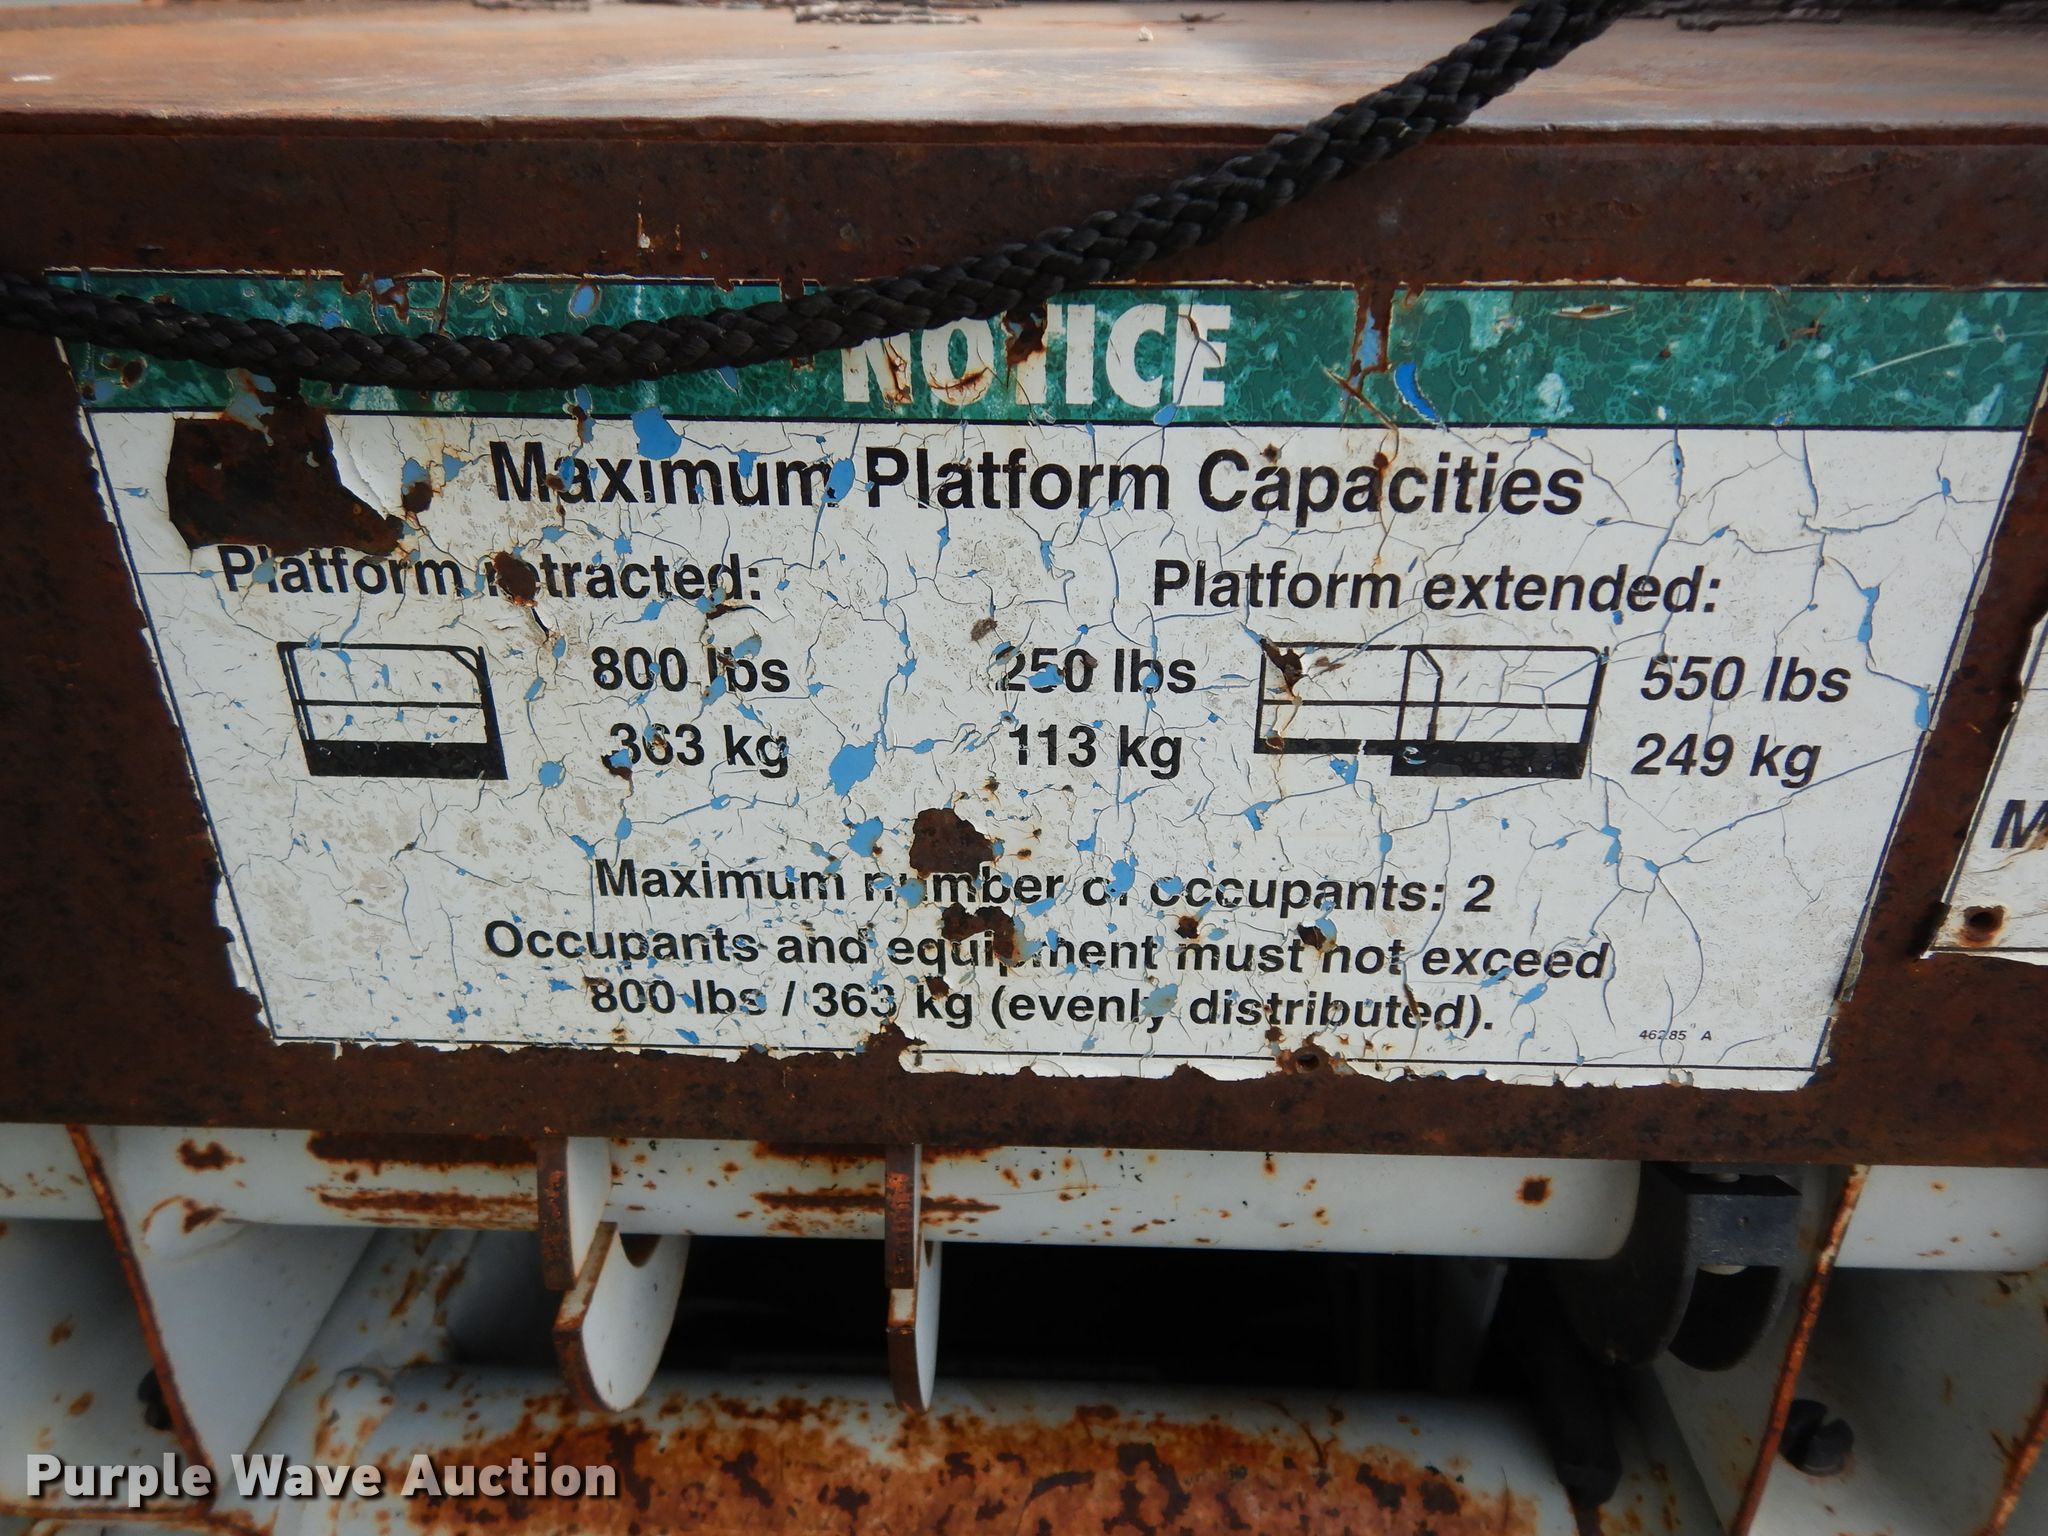 NOTICE
Maximum Platform Capacities
Platform retracted:
Platform extended:
800 lbs
250 lbs
550 lbs
363 kg
113 kg
249 kg
Maximum number of occupants: 2
Occupants and equipment must not exceed
800 lbs / 363 kg (evenly distributed).
46285 A
M
Purple Wave Auction